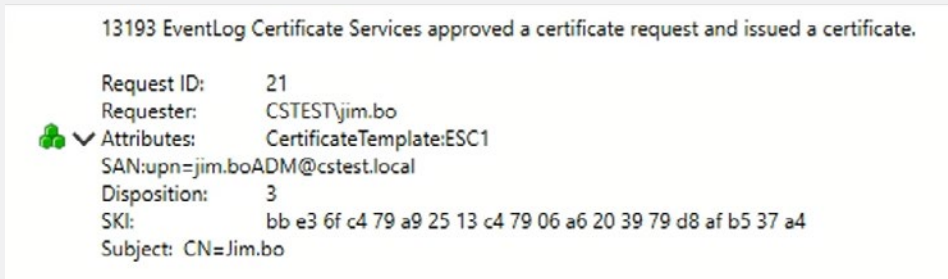 13193 EventLog Certificate Services approved a certificate request and issued a certificate.
Request ID: 21
Requester: CSTEST\jim.bo
Attributes: CertificateTemplate:ESC1
SAN:upn=jim.boADM@cstest.local
Disposition: 3
SKI: bb e3 6f c4 79 a9 25 13 c4 79 06 a6 20 39 79 d8 af b5 37 a4
Subject: CN=Jim.bo